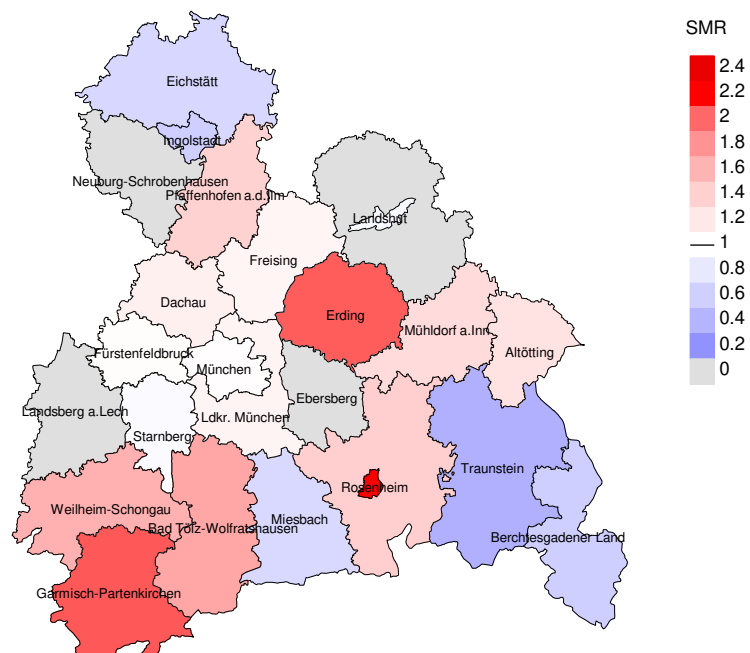 SMR
2.4
2.2
2
1.8
1.6
1.4
1.2
1
0.8
0.6
0.4
0.2
0
Eichstätt
Ingolstadt
Neuburg-Schrobenhausen
Pfaffenhofen a.d.Ilm
Landshut
Freising
Dachau
Erding
Mühldorf a.Inn
Altötting
Fürstenfeldbruck
München
Ebersberg
Landsberg a.Lech
Ldkr. München
Starnberg
Traunstein
Rosenheim
Weilheim-Schongau
Miesbach
Bad Tölz-Wolfratshausen
Berchtesgadener Land
Garmisch-Partenkirchen